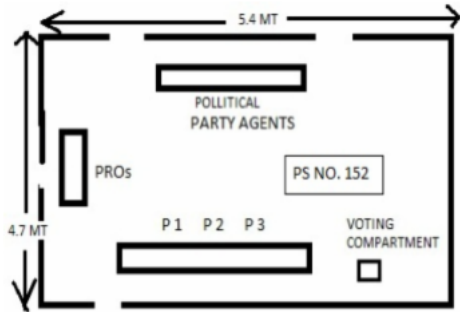 5.4 MT
POLLITICAL
PARTY AGENTS
PROs
PS NO. 152
4.7 MT
P 1 P 2 P 3
VOTING
COMPARTMENT